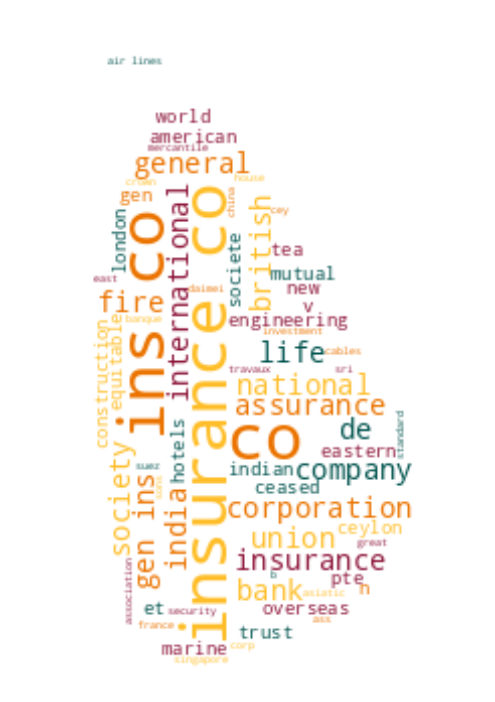 air lines
world
american
mercantile
general
crown
house
gen
china
ins co
international
insurance co
british
cey
london
societe
tea
mutual
east
daimei
new
fire
v
banque
engineering
investment
construction
equitable
life
cables
travaux
sri
national
assurance
standard
co
de
hotels
eastern
society
suez
sons
indian
company
gen ins
india
ceased
corporation
union
ceylon
great
insurance
association
b
pte
n
bank
asiatic
et
security
overseas
france
ass
trust
marine
corp
singapore